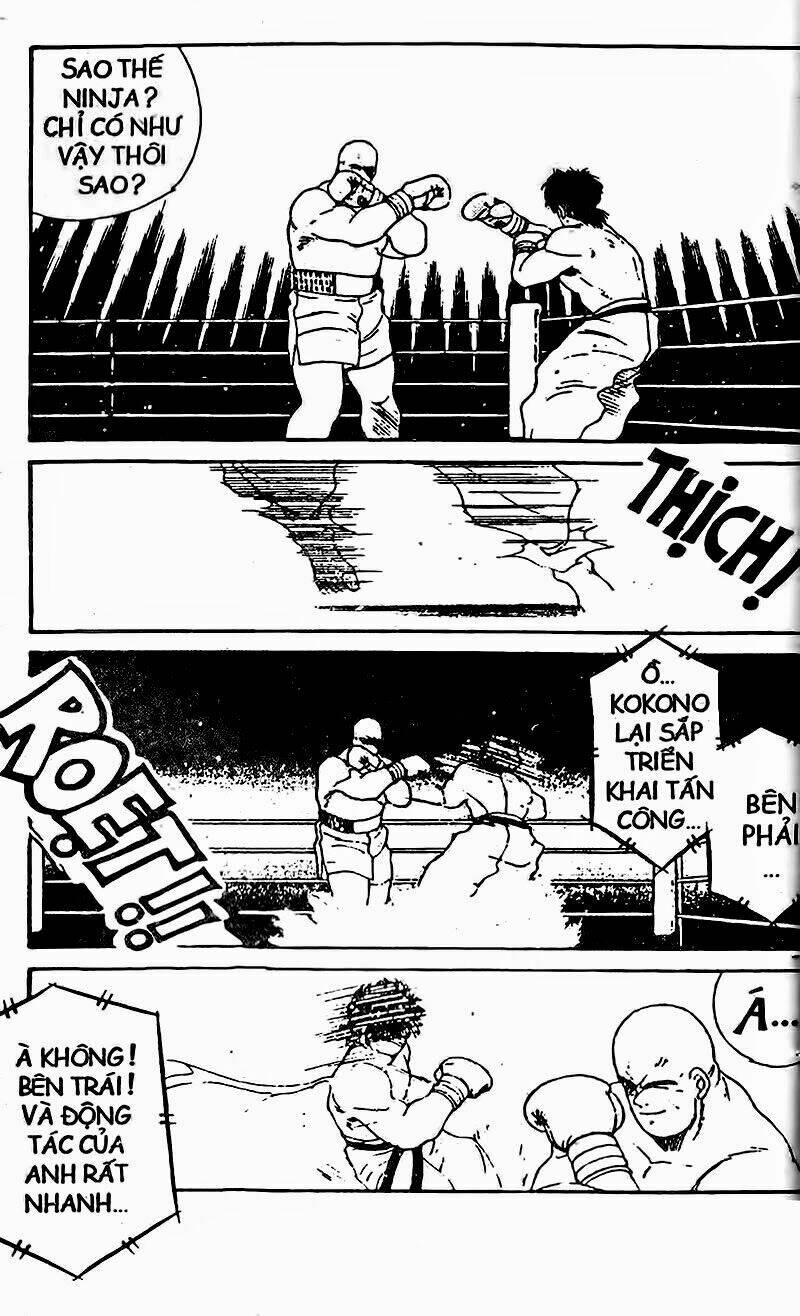 SAO THẾ
NINJA?
CHỈ CÓ NHƯ
VẬY THÔI
SAO?
THỊCH!
Ồ...
KOKONO
LẠI SẮP
TRIỂN
KHAI TẤN
CÔNG...
BÊN
PHẢI
...
ROẸT!!!
Á...
À KHÔNG!
BÊN TRÁI!
VÀ ĐỘNG
TÁC CỦA
ANH RẤT
NHANH...